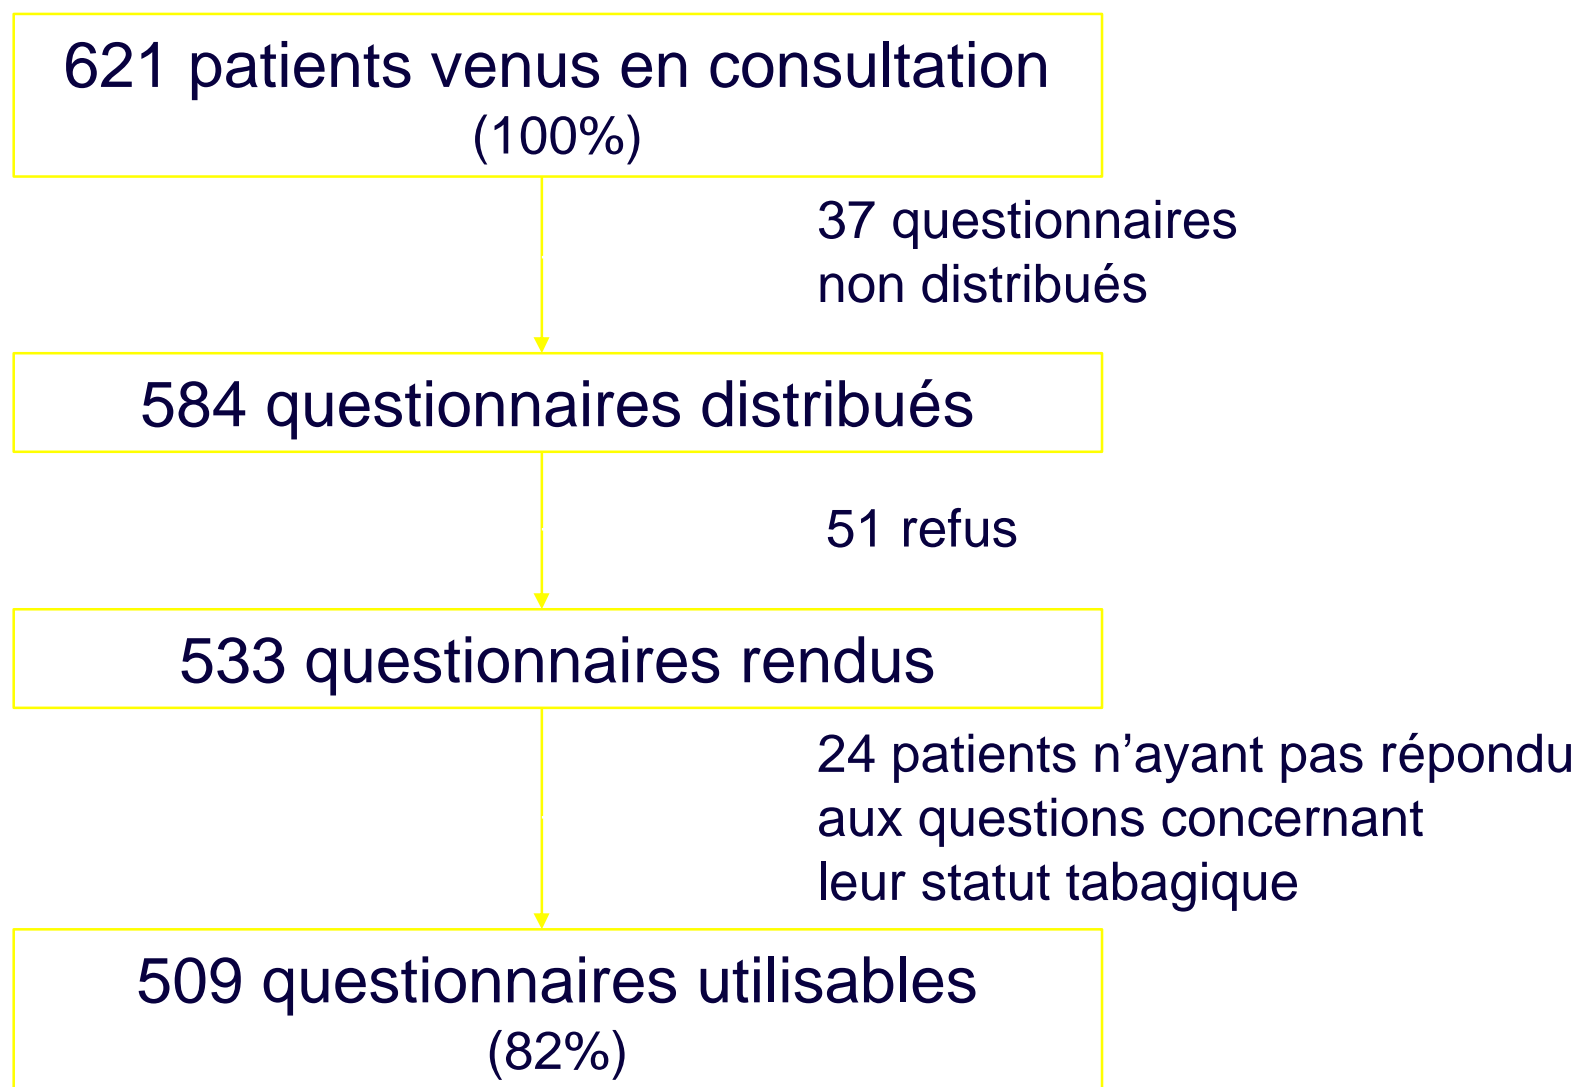 621 patients venus en consultation
(100%)
37 questionnaires
non distribués
584 questionnaires distribués
51 refus
533 questionnaires rendus
24 patients n’ayant pas répondu
aux questions concernant
leur statut tabagique
509 questionnaires utilisables
(82%)